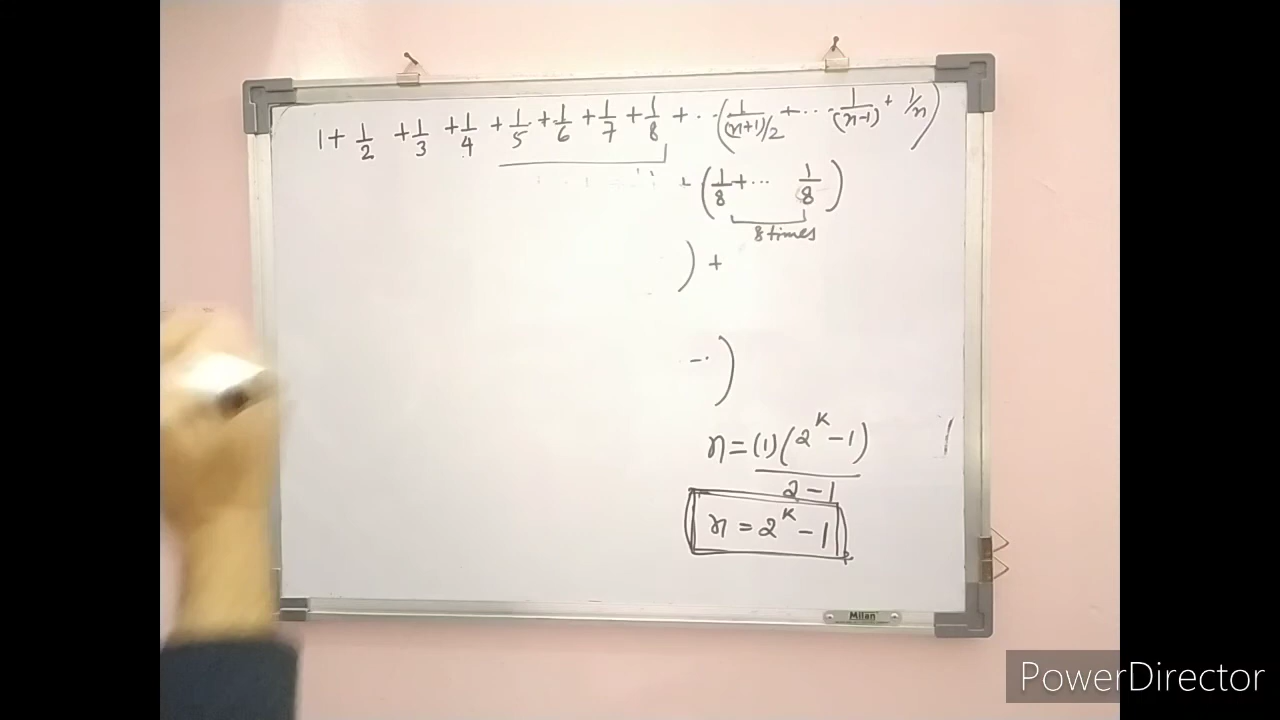 1 + 1/2 + 1/3 + 1/4 + 1/5 + 1/6 + 1/7 + 1/8 + ... (1/(n+1)/2 + ... 1/(n-1) + 1/n)
(1/8 + ... 1/8)
8 times
) +
-.)
n = (1)(2^K - 1)
2 - 1
n = 2^K - 1
Milan
PowerDirector